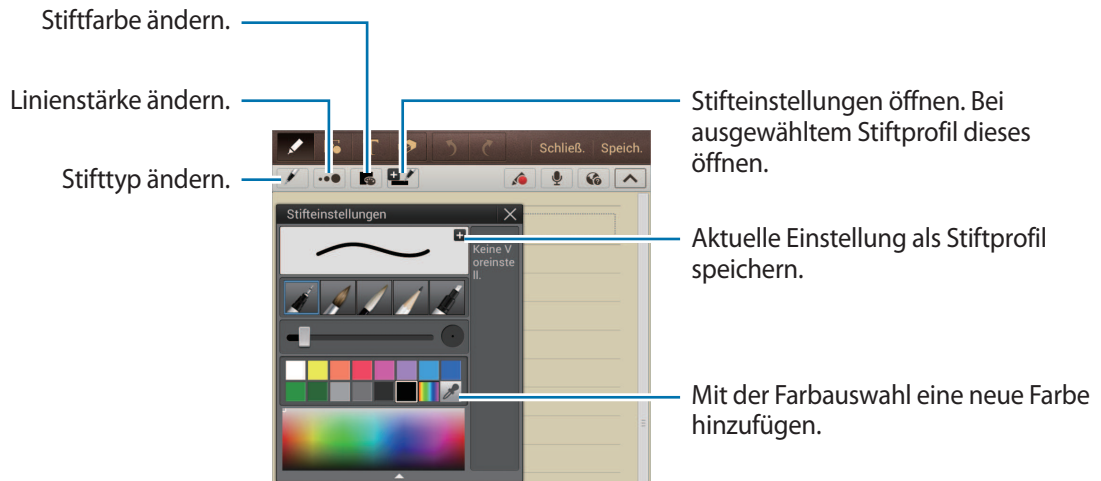 Stiftfarbe ändern.
Linienstärke ändern.
Stifttyp ändern.
Stifteinstellungen öffnen. Bei
ausgewähltem Stiftprofil dieses
öffnen.
Schließ. Speich.
Stifteinstellungen
Keine V
oreinste
ll.
Aktuelle Einstellung als Stiftprofil
speichern.
Mit der Farbauswahl eine neue Farbe
hinzufügen.